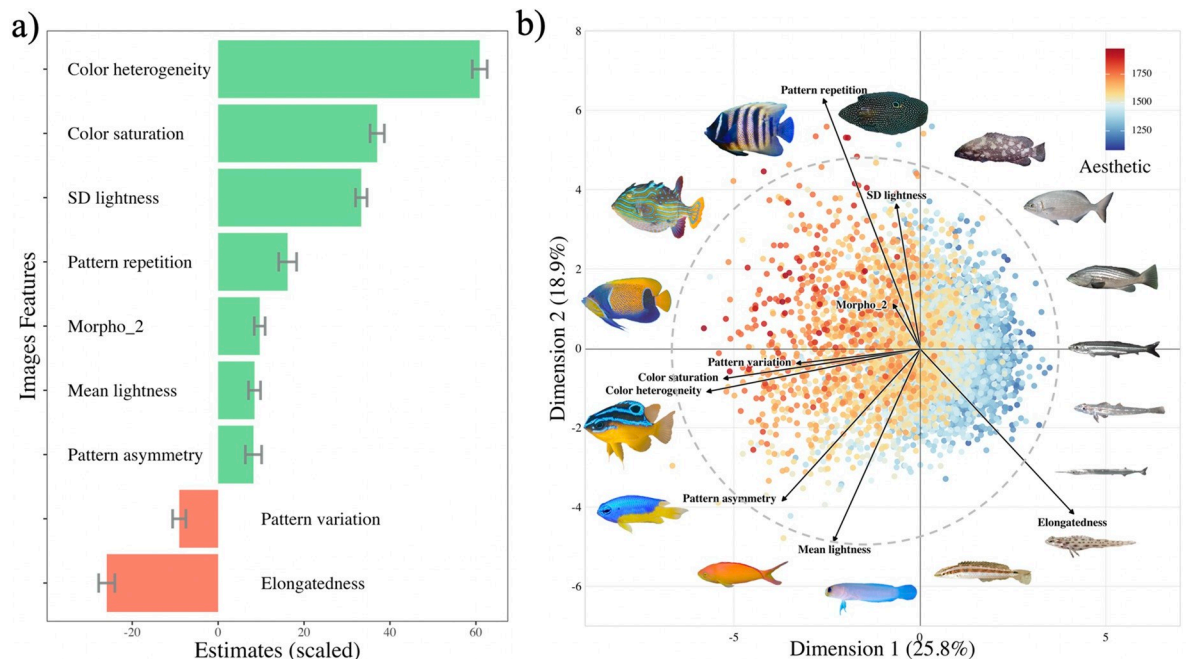 a)
Images Features
Color heterogeneity
Color saturation
SD lightness
Pattern repetition
Morpho_2
Mean lightness
Pattern asymmetry
Pattern variation
Elongatedness
-20
0
20
40
60
Estimates (scaled)
b)
Dimension 2 (18.9%)
8
6
4
2
0
-2
-4
-6
Pattern repetition
SD lightness
Morpho_2
Pattern variation
Color saturation
Color heterogeneity
Pattern asymmetry
Mean lightness
Elongatedness
1750
1500
1250
Aesthetic
-5
0
5
Dimension 1 (25.8%)